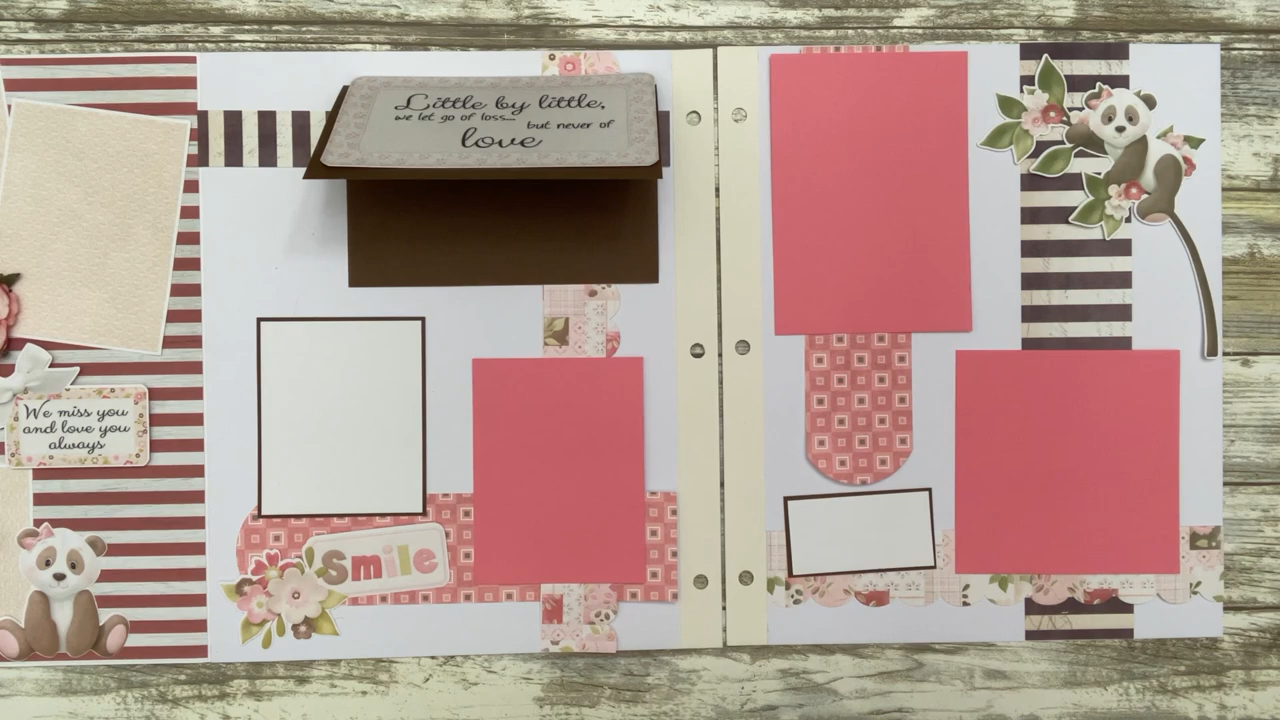 Little by little,
we let go of loss...
but never of
love
We miss you
and love you
always
smile